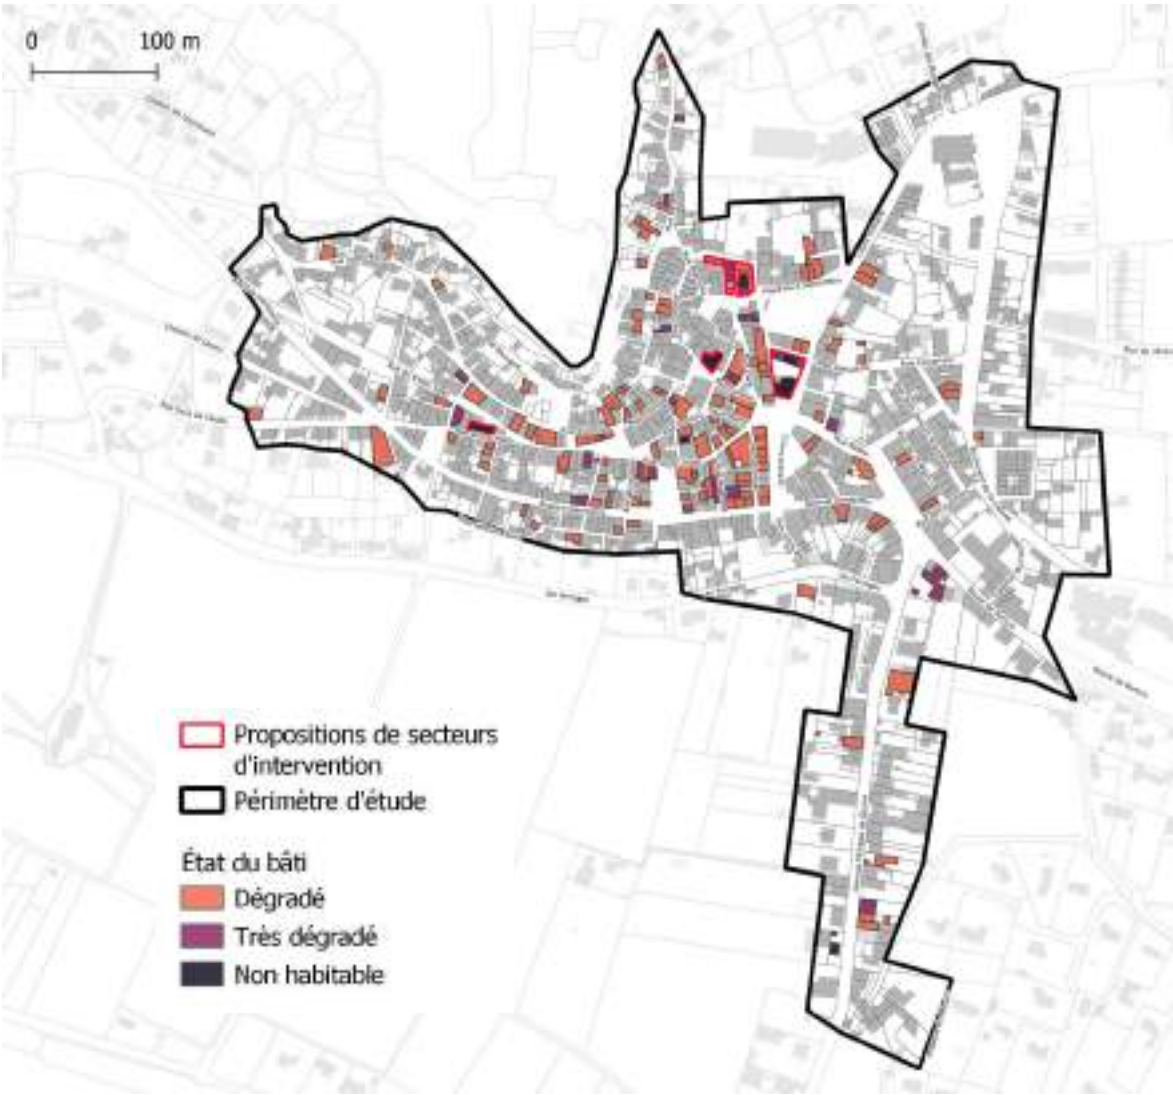 0 100 m
Propositions de secteurs
d'intervention
Périmètre d'étude
État du bâti
Dégradé
Très dégradé
Non habitable